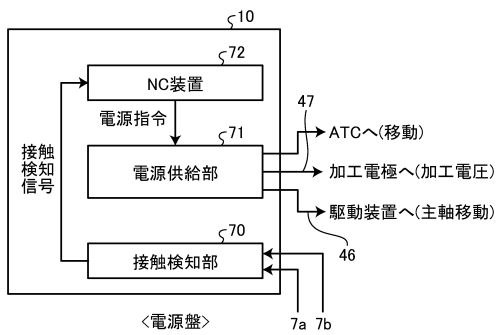 10
72
NC装置
47
電源指令
71
ATCへ(移動)
接触
検知
信号
電源供給部
加工電極へ(加工電圧)
駆動装置へ(主軸移動)
70
46
接触検知部
<電源盤>
7a
7b